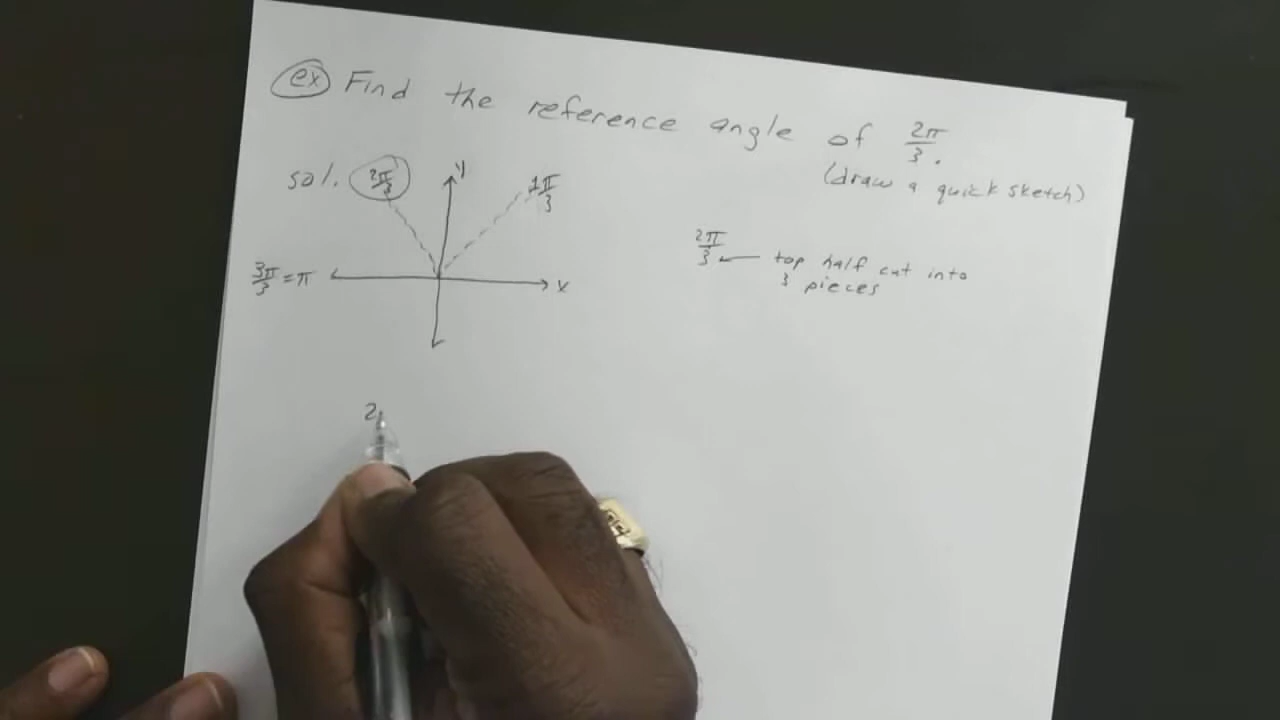 ex Find the reference angle of 2π/3.
(draw a quick sketch)
sol. 2π/3 y 1π/3
2π/3 ← top half cut into
3 pieces
3π/3 = π x
2